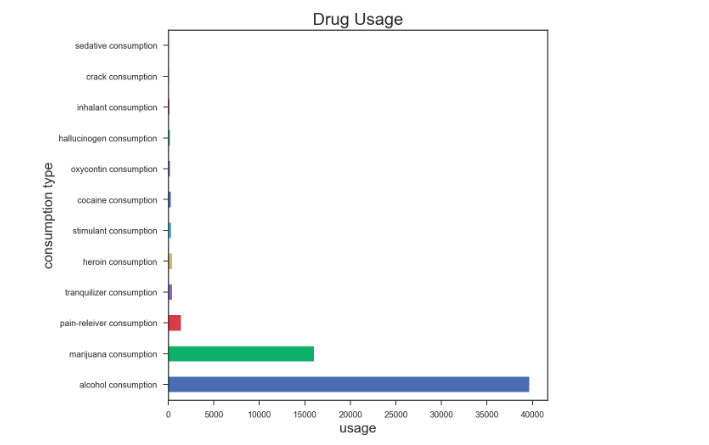 Drug Usage
consumption type
sedative consumption
crack consumption
inhalant consumption
hallucinogen consumption
oxycontin consumption
cocaine consumption
stimulant consumption
heroin consumption
tranquilizer consumption
pain-releiver consumption
marijuana consumption
alcohol consumption
0 5000 10000 15000 20000 25000 30000 35000 40000
usage